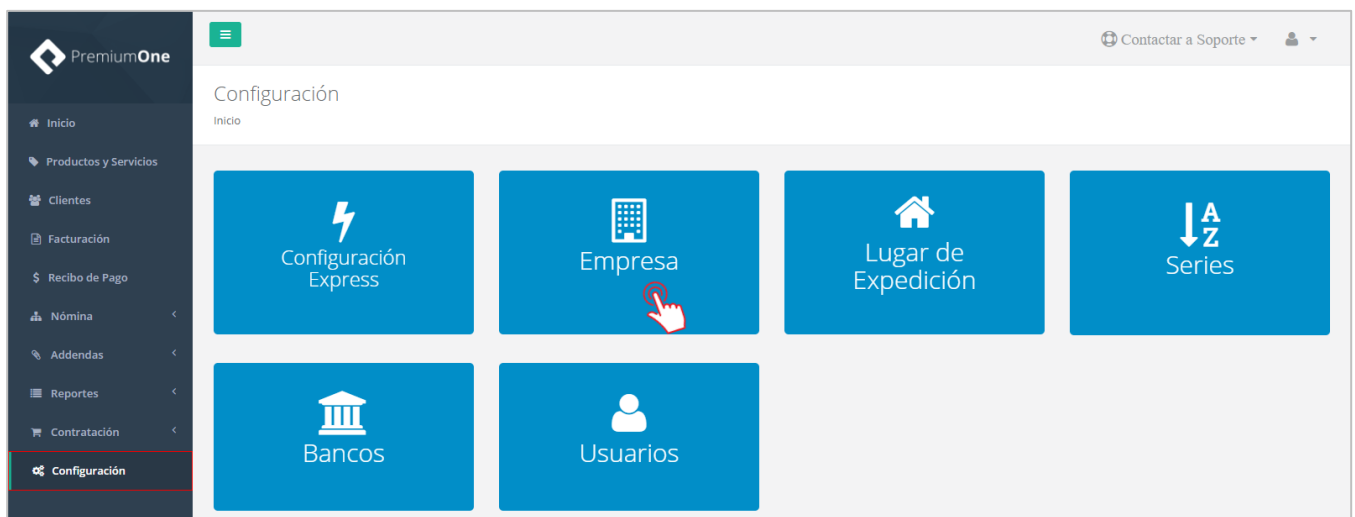 PremiumOne
Contactar a Soporte
Configuración
Inicio
Inicio
Productos y Servicios
Clientes
Facturación
$ Recibo de Pago
Nómina
Addendas
Reportes
Contratación
Configuración
Configuración
Express
Empresa
Lugar de
Expedición
A
Z
Series
Bancos
Usuarios